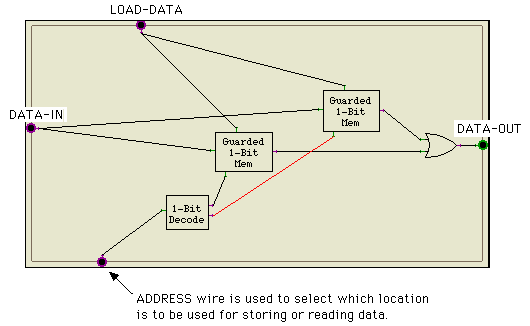 LOAD-DATA
DATA-IN
Guarded
1-Bit
Mem
DATA-OUT
Guarded
1-Bit
Mem
1-Bit
Decode
ADDRESS wire is used to select which location
is to be used for storing or reading data.